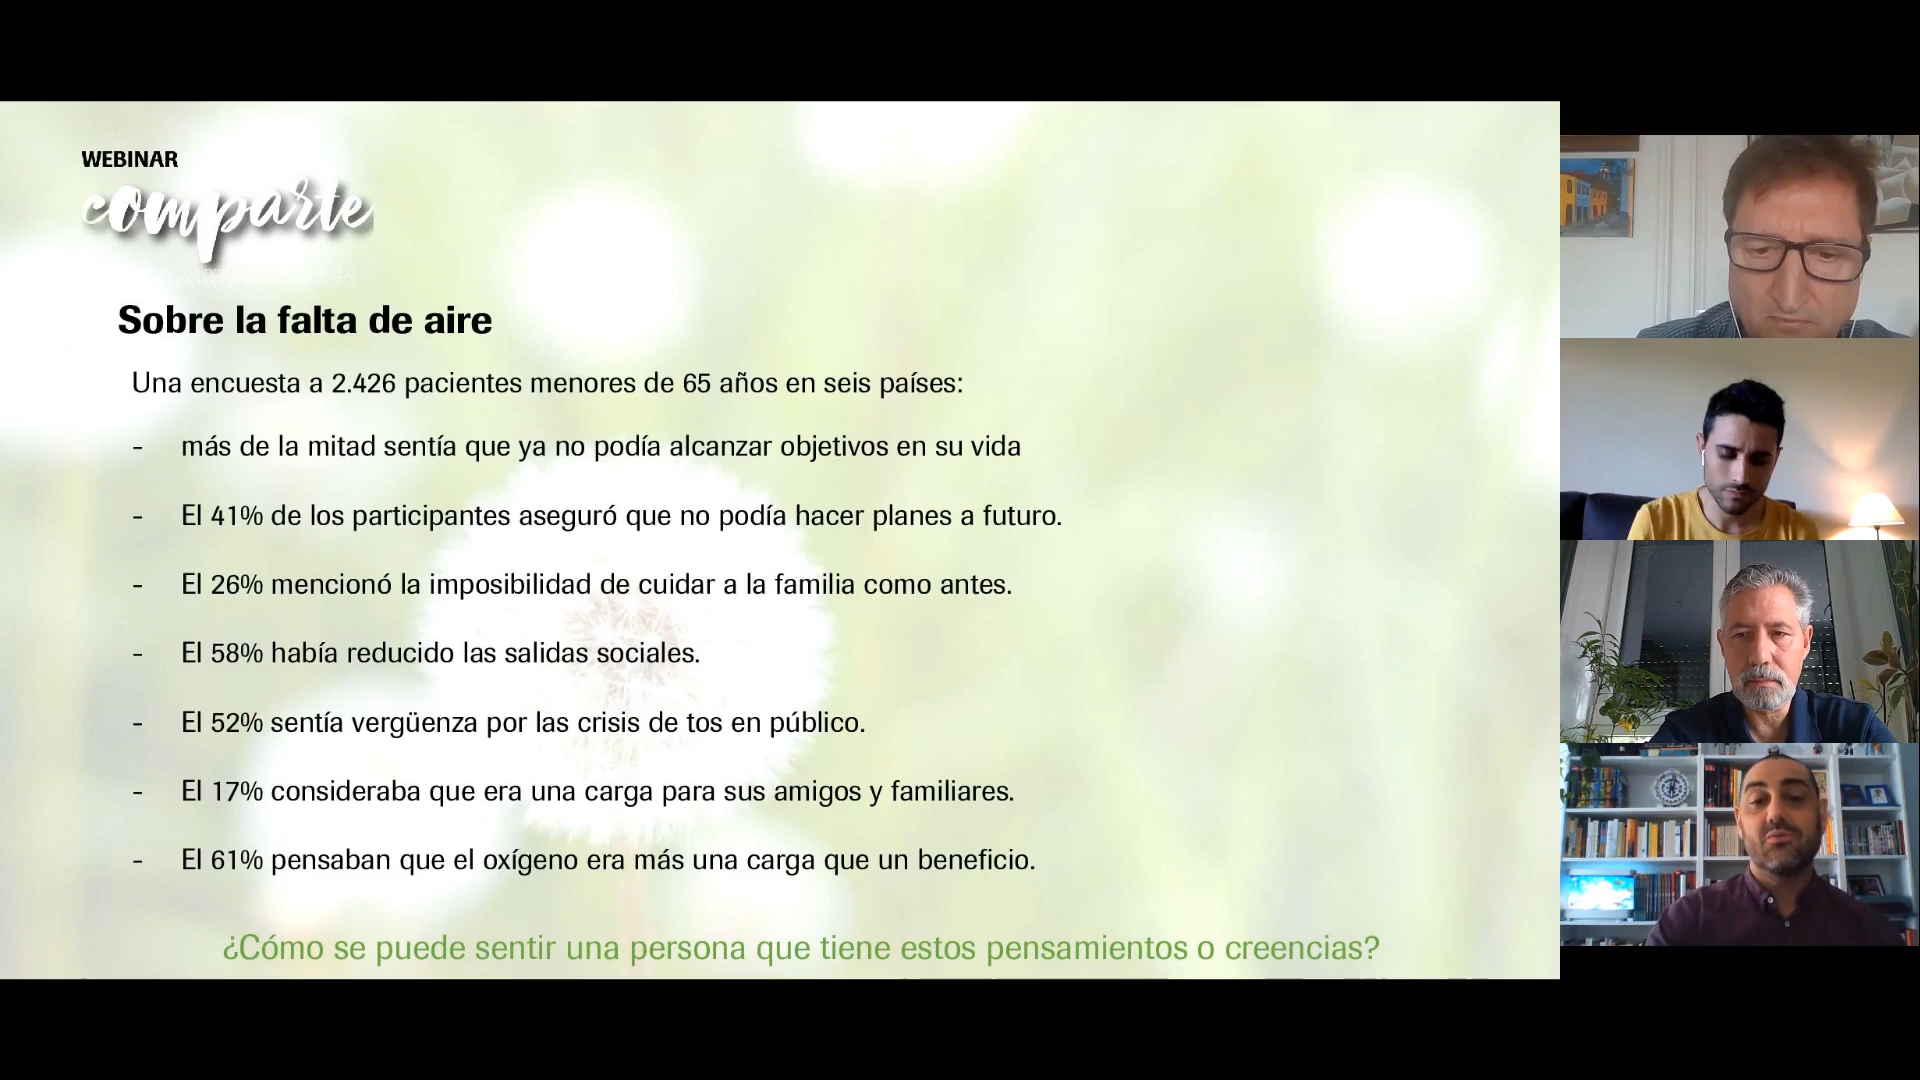 WEBINAR
comparte
Sobre la falta de aire
Una encuesta a 2.426 pacientes menores de 65 años en seis países:
- más de la mitad sentía que ya no podía alcanzar objetivos en su vida
- El 41% de los participantes aseguró que no podía hacer planes a futuro.
- El 26% mencionó la imposibilidad de cuidar a la familia como antes.
- El 58% había reducido las salidas sociales.
- El 52% sentía vergüenza por las crisis de tos en público.
- El 17% consideraba que era una carga para sus amigos y familiares.
- El 61% pensaban que el oxígeno era más una carga que un beneficio.
¿Cómo se puede sentir una persona que tiene estos pensamientos o creencias?